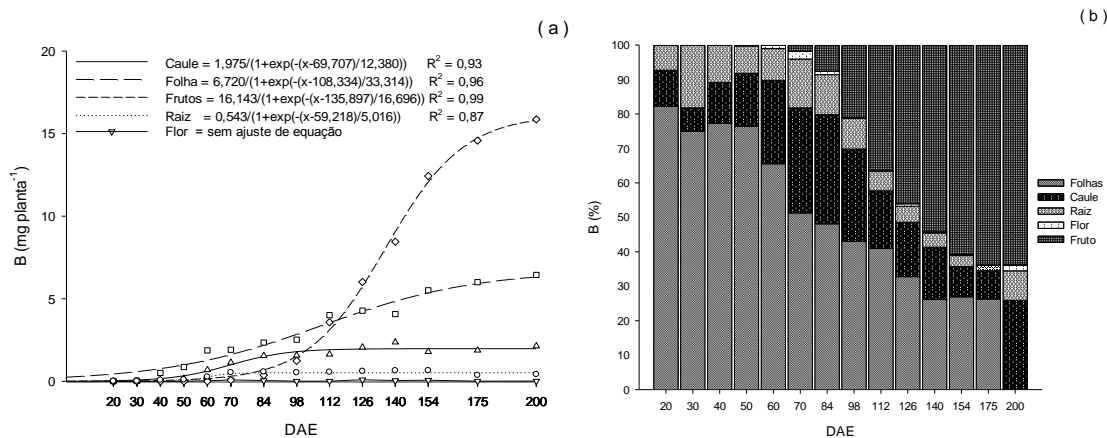 ( a )
B (mg planta⁻¹)
20
15
10
5
0
Caule = 1,975/(1+exp(-(x-69,707)/12,380)) R² = 0,93
Folha = 6,720/(1+exp(-(x-108,334)/33,314)) R² = 0,96
Frutos = 16,143/(1+exp(-(x-135,897)/16,696)) R² = 0,99
Raiz = 0,543/(1+exp(-(x-59,218)/5,016)) R² = 0,87
Flor = sem ajuste de equação
20 30 40 50 60 70 84 98 112 126 140 154 175 200
DAE
( b )
B (%)
100
80
60
40
20
0
Folhas
Caule
Raiz
Flor
Fruto
20 30 40 50 60 70 84 98 112 126 140 154 175 200
DAE